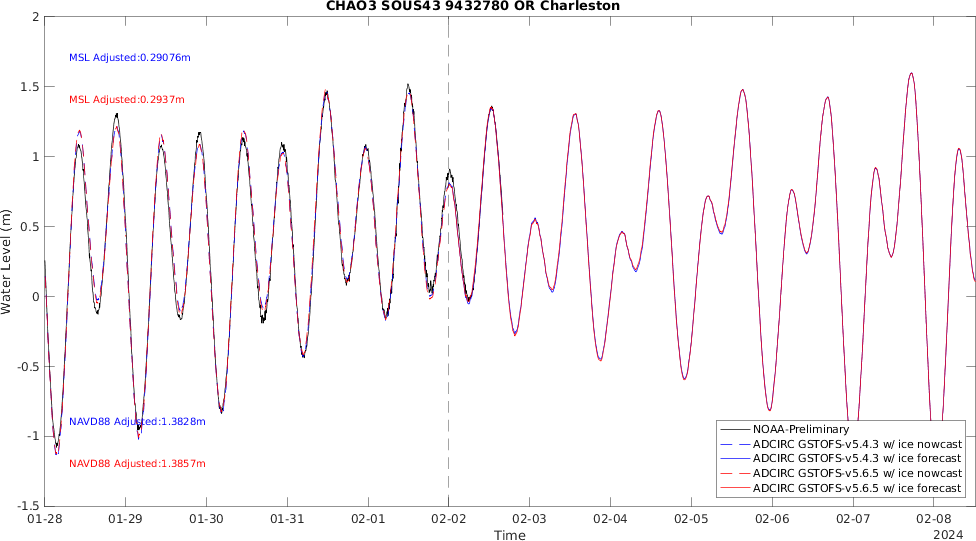 CHAO3 SOUS43 9432780 OR Charleston
2
1.5
1
0.5
0
-0.5
-1
-1.5
Water Level (m)
MSL Adjusted:0.29076m
MSL Adjusted:0.2937m
NAVD88 Adjusted:1.3828m
NAVD88 Adjusted:1.3857m
NOAA-Preliminary
ADCIRC GSTOFS-v5.4.3 w/ ice nowcast
ADCIRC GSTOFS-v5.4.3 w/ ice forecast
ADCIRC GSTOFS-v5.6.5 w/ ice nowcast
ADCIRC GSTOFS-v5.6.5 w/ ice forecast
01-28 01-29 01-30 01-31 02-01 02-02 02-03 02-04 02-05 02-06 02-07 02-08
Time
2024